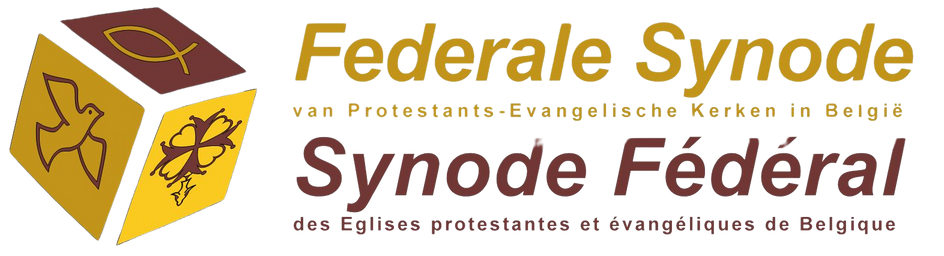 Federale Synode
van Protestants-Evangelische Kerken in België
Synode Fédéral
des Eglises protestantes et évangéliques de Belgique